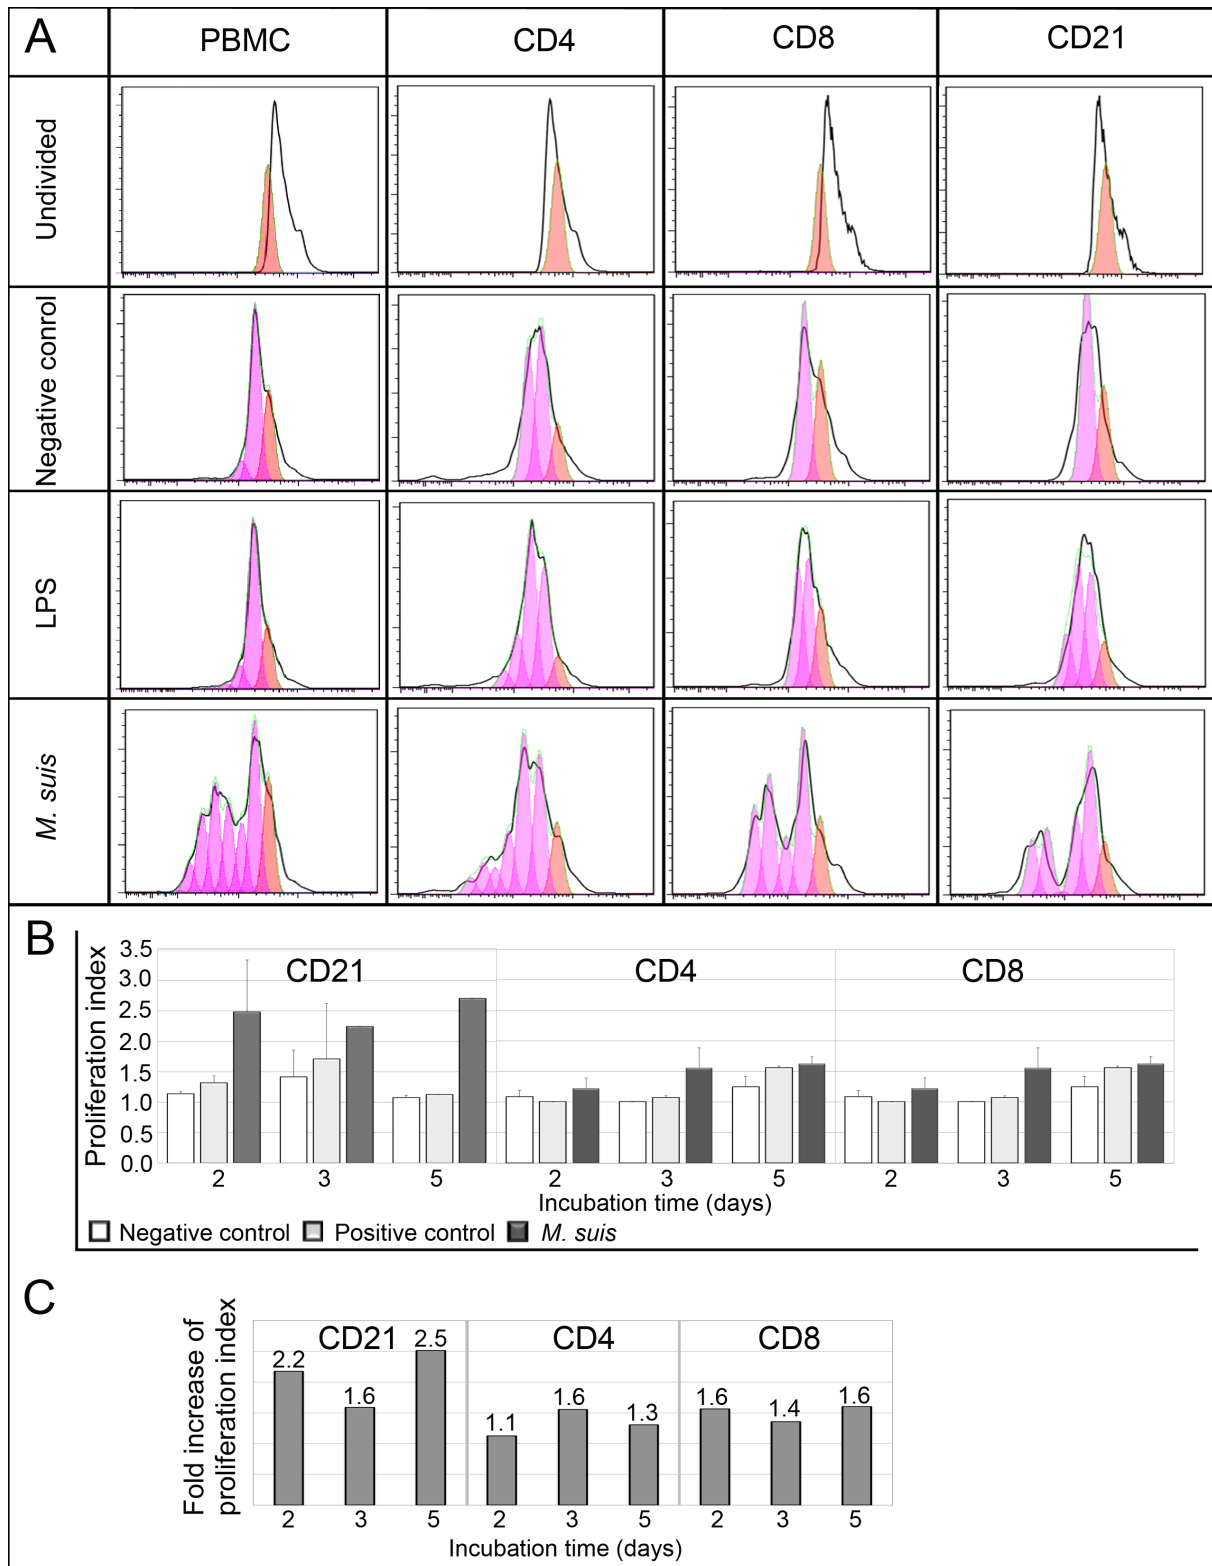 A
PBMC
CD4
CD8
CD21
Undivided
Negative conrol
LPS
M. suis
B
Proliferation index
3.5
3.0
2.5
2.0
1.5
1.0
0.5
0.0
CD21
CD4
CD8
2 3 5 2 3 5 2 3 5
Incubation time (days)
Negative control Positive control M. suis
C
Fold increase of
proliferation index
CD21
CD4
CD8
2.2 1.6 2.5 1.1 1.6 1.3 1.6 1.4 1.6
2 3 5 2 3 5 2 3 5
Incubation time (days)